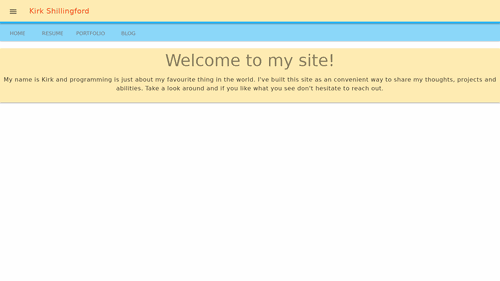 Kirk Shillingford
HOME RESUME PORTFOLIO BLOG
Welcome to my site!
My name is Kirk and programming is just about my favourite thing in the world. I've built this site as an convenient way to share my thoughts, projects and
abilities. Take a look around and if you like what you see don't hesitate to reach out.